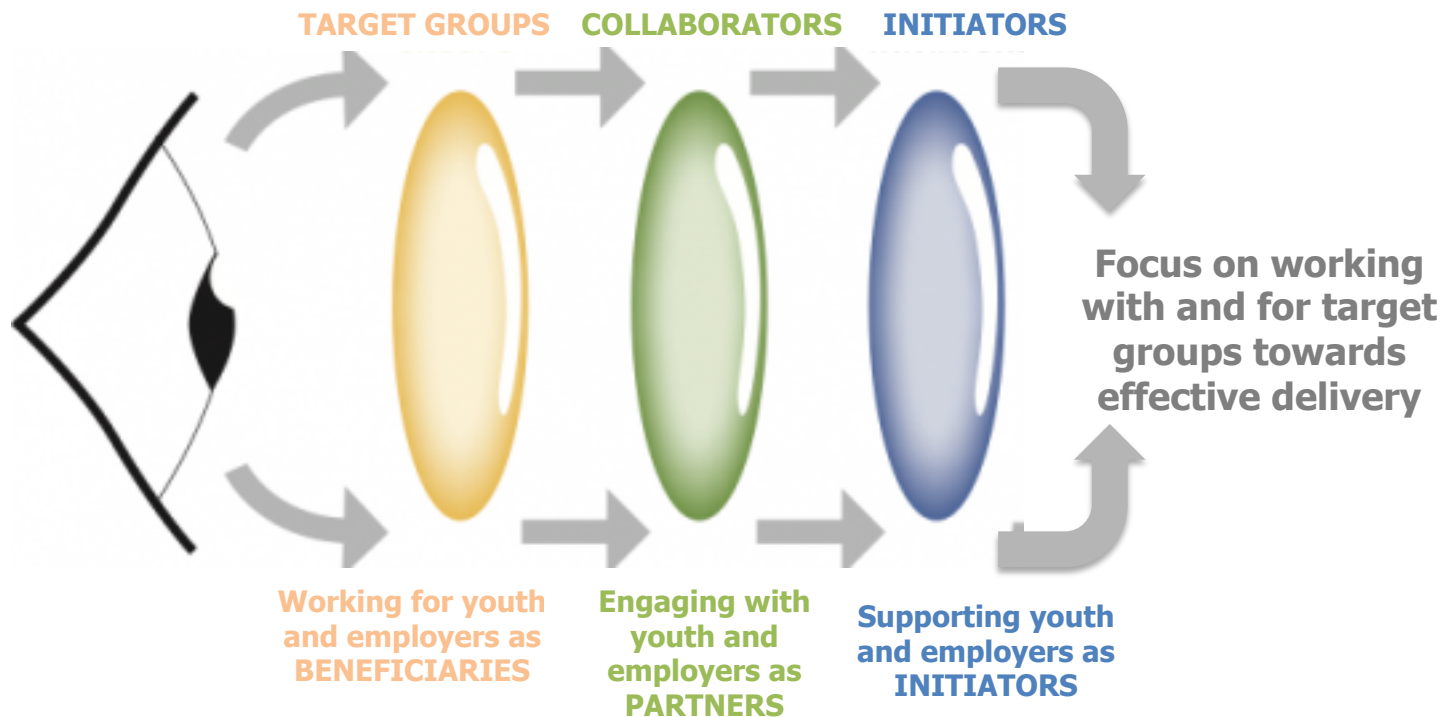 TARGET GROUPS
COLLABORATORS
INITIATORS
Focus on working
with and for target
groups towards
effective delivery
Working for youth
and employers as
BENEFICIARIES
Engaging with
youth and
employers as
PARTNERS
Supporting youth
and employers as
INITIATORS